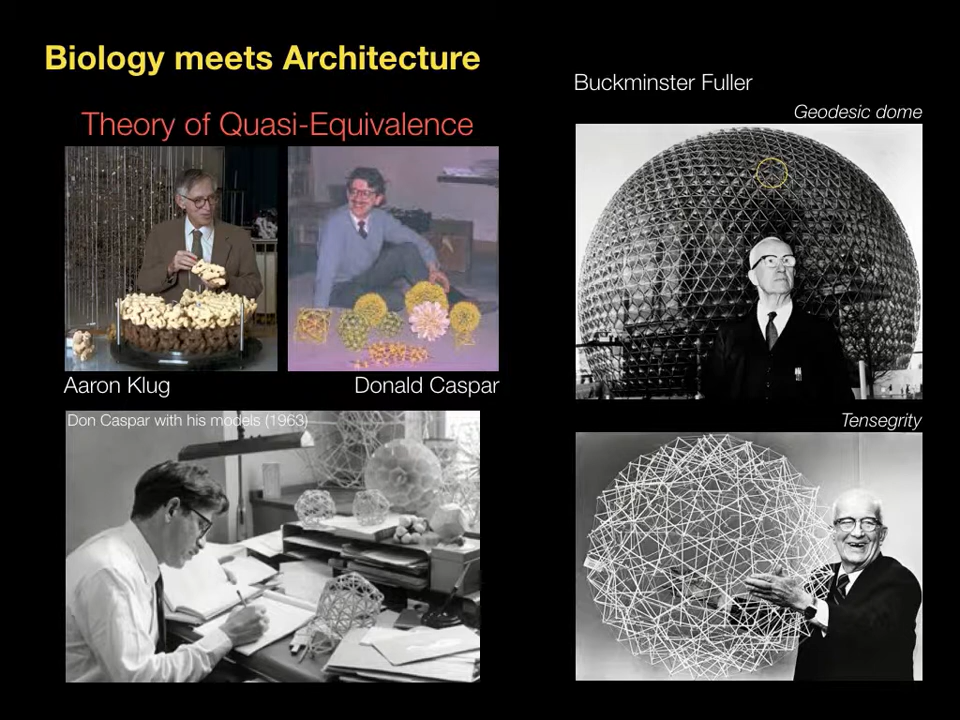 Biology meets Architecture
Theory of Quasi-Equivalence
Aaron Klug
Donald Caspar
Don Caspar with his models (1963)
Buckminster Fuller
Geodesic dome
Tensegrity